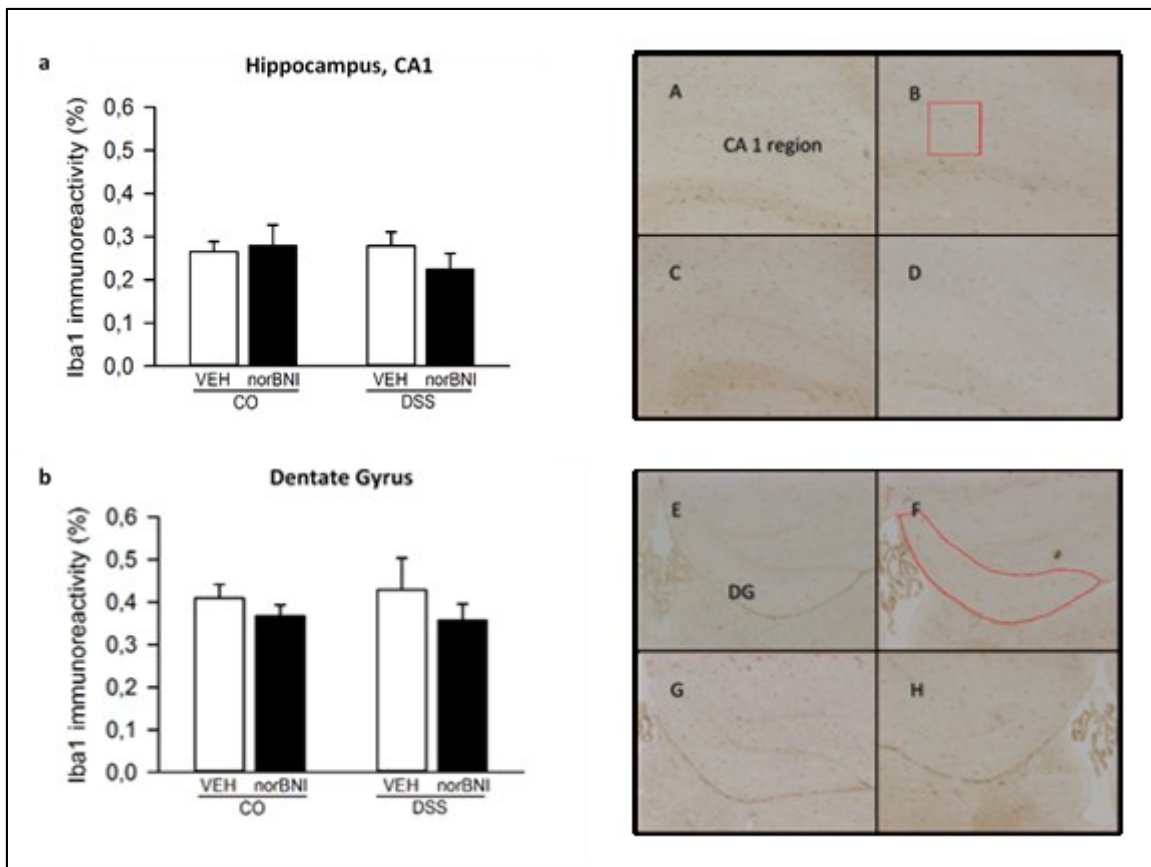 a
Hippocampus, CA1
Iba1 immunoreactivity (%)
0,6
0,5
0,4
0,3
0,2
0,1
0,0
VEH norBNI VEH norBNI
CO DSS
A B
CA 1 region
C D
b
Dentate Gyrus
Iba1 immunoreactivity (%)
0,6
0,5
0,4
0,3
0,2
0,1
0,0
VEH norBNI VEH norBNI
CO DSS
E F
DG
G H